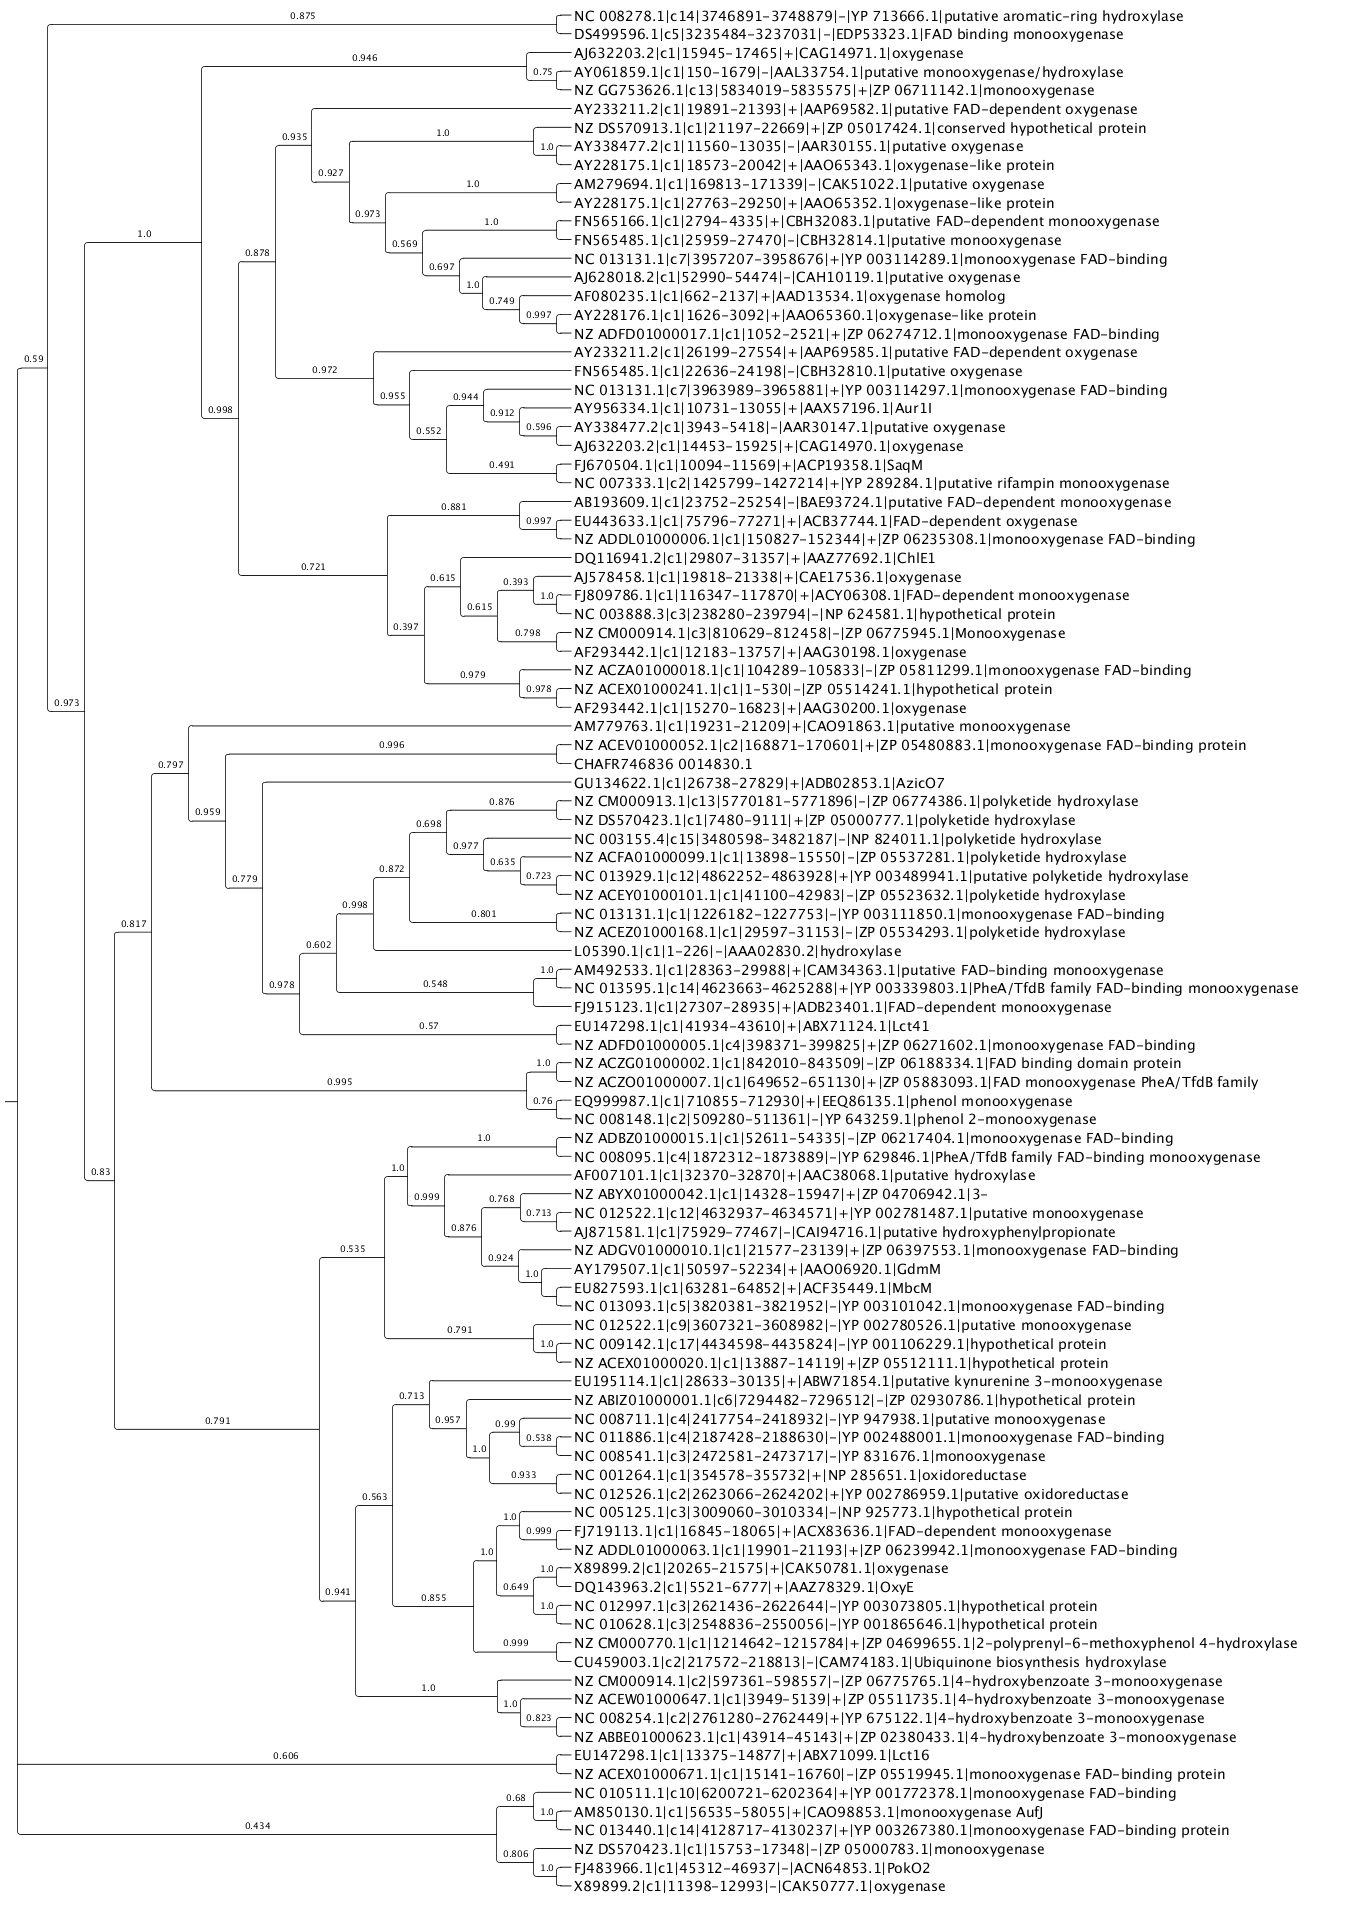 0.875
NC 008278.1|c14|3746891-3748879|-|YP 713666.1|putative aromatic-ring hydroxylase
DS499596.1|c5|3235484-3237031|-|EDP53323.1|FAD binding monooxygenase
0.946
AJ632203.2|c1|15945-17465|+|CAG14971.1|oxygenase
0.75
AY061859.1|c1|150-1679|-|AAL33754.1|putative monooxygenase/hydroxylase
NZ GG753626.1|c13|5834019-5835575|+|ZP 06711142.1|monooxygenase
AY233211.2|c1|19891-21393|+|AAP69582.1|putative FAD-dependent oxygenase
0.935
1.0
NZ DS570913.1|c1|21197-22669|+|ZP 05017424.1|conserved hypothetical protein
1.0
AY338477.2|c1|11560-13035|-|AAR30155.1|putative oxygenase
AY228175.1|c1|18573-20042|+|AAO65343.1|oxygenase-like protein
0.927
1.0
AM279694.1|c1|169813-171339|-|CAK51022.1|putative oxygenase
AY228175.1|c1|27763-29250|+|AAO65352.1|oxygenase-like protein
0.973
1.0
FN565166.1|c1|2794-4335|+|CBH32083.1|putative FAD-dependent monooxygenase
1.0
FN565485.1|c1|25959-27470|-|CBH32814.1|putative monooxygenase
0.569
0.878
NC 013131.1|c7|3957207-3958676|+|YP 003114289.1|monooxygenase FAD-binding
0.697
AJ628018.2|c1|52990-54474|-|CAH10119.1|putative oxygenase
1.0
AF080235.1|c1|662-2137|+|AAD13534.1|oxygenase homolog
0.749
AY228176.1|c1|1626-3092|+|AAO65360.1|oxygenase-like protein
0.997
NZ ADFD01000017.1|c1|1052-2521|+|ZP 06274712.1|monooxygenase FAD-binding
AY233211.2|c1|26199-27554|+|AAP69585.1|putative FAD-dependent oxygenase
0.59
0.972
FN565485.1|c1|22636-24198|-|CBH32810.1|putative oxygenase
NC 013131.1|c7|3963989-3965881|+|YP 003114297.1|monooxygenase FAD-binding
0.955
0.944
AY956334.1|c1|10731-13055|+|AAX57196.1|Aur1I
0.998
0.912
AY338477.2|c1|3943-5418|-|AAR30147.1|putative oxygenase
0.596
0.552
AJ632203.2|c1|14453-15925|+|CAG14970.1|oxygenase
0.491
FJ670504.1|c1|10094-11569|+|ACP19358.1|SaqM
NC 007333.1|c2|1425799-1427214|+|YP 289284.1|putative rifampin monooxygenase
0.881
AB193609.1|c1|23752-25254|-|BAE93724.1|putative FAD-dependent monooxygenase
0.997
EU443633.1|c1|75796-77271|+|ACB37744.1|FAD-dependent oxygenase
NZ ADDL01000006.1|c1|150827-152344|+|ZP 06235308.1|monooxygenase FAD-binding
DQ116941.2|c1|29807-31357|+|AAZ77692.1|ChlE1
0.721
0.615
0.393
AJ578458.1|c1|19818-21338|+|CAE17536.1|oxygenase
1.0
FJ809786.1|c1|116347-117870|+|ACY06308.1|FAD-dependent monooxygenase
0.615
NC 003888.3|c3|238280-239794|-|NP 624581.1|hypothetical protein
0.397
0.798
NZ CM000914.1|c3|810629-812458|-|ZP 06775945.1|Monooxygenase
AF293442.1|c1|12183-13757|+|AAG30198.1|oxygenase
0.979
NZ ACZA01000018.1|c1|104289-105833|-|ZP 05811299.1|monooxygenase FAD-binding
0.978
NZ ACEX01000241.1|c1|1-530|-|ZP 05514241.1|hypothetical protein
0.973
AF293442.1|c1|15270-16823|+|AAG30200.1|oxygenase
AM779763.1|c1|19231-21209|+|CAO91863.1|putative monooxygenase
0.996
NZ ACEV01000052.1|c2|168871-170601|+|ZP 05480883.1|monooxygenase FAD-binding protein
0.797
CHAFR746836 0014830.1
GU134622.1|c1|26738-27829|+|ADB02853.1|AzicO7
0.876
NZ CM000913.1|c13|5770181-5771896|-|ZP 06774386.1|polyketide hydroxylase
0.959
0.698
NZ DS570423.1|c1|7480-9111|+|ZP 05000777.1|polyketide hydroxylase
NC 003155.4|c15|3480598-3482187|-|NP 824011.1|polyketide hydroxylase
0.977
NZ ACFA01000099.1|c1|13898-15550|-|ZP 05537281.1|polyketide hydroxylase
0.872
0.635
NC 013929.1|c12|4862252-4863928|+|YP 003489941.1|putative polyketide hydroxylase
0.779
0.723
NZ ACEY01000101.1|c1|41100-42983|-|ZP 05523632.1|polyketide hydroxylase
0.998
0.801
NZ 013131.1|c1|1226182-1227753|-|YP 003111850.1|monooxygenase FAD-binding
0.817
NZ ACEZ01000168.1|c1|29597-31153|-|ZP 05534293.1|polyketide hydroxylase
0.602
L05390.1|c1|1-226|-|AAA02830.2|hydroxylase
1.0
AM492533.1|c1|28363-29988|+|CAM34363.1|putative FAD-binding monooxygenase
0.978
0.548
NC 013595.1|c14|4623663-4625288|+|YP 003339803.1|PheA/TfdB family FAD-binding monooxygenase
FJ915123.1|c1|27307-28935|+|ADB23401.1|FAD-dependent monooxygenase
0.57
EU147298.1|c1|41934-43610|+|ABX71124.1|Lct41
NZ ADFD01000005.1|c4|398371-399825|+|ZP 06271602.1|monooxygenase FAD-binding
1.0
NZ ACZG01000002.1|c1|842010-843509|-|ZP 06188334.1|FAD binding domain protein
0.995
NZ ACZO01000007.1|c1|649652-651130|+|ZP 05883093.1|FAD monooxygenase PheA/TfdB family
0.76
EQ999987.1|c1|710855-712930|+|EEQ86135.1|phenol monooxygenase
NC 008148.1|c2|509280-511361|-|YP 643259.1|phenol 2-monooxygenase
1.0
NZ ADBZ01000015.1|c1|52611-54335|-|ZP 06217404.1|monooxygenase FAD-binding
NC 008095.1|c4|1872312-1873889|-|YP 629846.1|PheA/TfdB family FAD-binding monooxygenase
0.83
1.0
AF007101.1|c1|32370-32870|+|AAC38068.1|putative hydroxylase
0.999
0.768
NZ ABYX01000042.1|c1|14328-15947|+|ZP 04706942.1|3-
0.713
NC 012522.1|c12|4632937-4634571|+|YP 002781487.1|putative monooxygenase
0.876
AJ871581.1|c1|75929-77467|-|CAI94716.1|putative hydroxyphenylpropionate
0.535
0.924
NZ ADGV01000010.1|c1|21577-23139|+|ZP 06397553.1|monooxygenase FAD-binding
1.0
AY179507.1|c1|50597-52234|+|AAO06920.1|GdmM
EU827593.1|c1|63281-64852|+|ACF35449.1|MbcM
NC 013093.1|c5|3820381-3821952|-|YP 003101042.1|monooxygenase FAD-binding
0.791
NC 012522.1|c9|3607321-3608982|-|YP 002780526.1|putative monooxygenase
1.0
NC 009142.1|c17|4434598-4435824|-|YP 001106229.1|hypothetical protein
NZ ACEX01000020.1|c1|13887-14119|+|ZP 05512111.1|hypothetical protein
EU195114.1|c1|28633-30135|+|ABW71854.1|putative kynurenine 3-monooxygenase
0.713
NZ ABIZ01000001.1|c6|7294482-7296512|-|ZP 02930786.1|hypothetical protein
0.791
0.957
0.99
NC 008711.1|c4|2417754-2418932|-|YP 947938.1|putative monooxygenase
0.538
NC 011886.1|c4|2187428-2188630|-|YP 002488001.1|monooxygenase FAD-binding
1.0
NC 008541.1|c3|2472581-2473717|-|YP 831676.1|monooxygenase
0.933
NC 001264.1|c1|354578-355732|+|NP 285651.1|oxidoreductase
NC 012526.1|c2|2623066-2624202|+|YP 002786959.1|putative oxidoreductase
0.563
1.0
NC 005125.1|c3|3009060-3010334|-|NP 925773.1|hypothetical protein
0.999
FJ719113.1|c1|16845-18065|+|ACX83636.1|FAD-dependent monooxygenase
1.0
NZ ADDL01000063.1|c1|19901-21193|+|ZP 06239942.1|monooxygenase FAD-binding
1.0
X89899.2|c1|20265-21575|+|CAK50781.1|oxygenase
0.649
DQ143963.2|c1|5521-6777|+|AAZ78329.1|OxyE
0.941
0.855
1.0
NC 012997.1|c3|2621436-2622644|-|YP 003073805.1|hypothetical protein
NC 010628.1|c3|2548836-2550056|-|YP 001865646.1|hypothetical protein
0.999
NZ CM000770.1|c1|1214642-1215784|+|ZP 04699655.1|2-polyprenyl-6-methoxyphenol 4-hydroxylase
CU459003.1|c2|217572-218813|-|CAM74183.1|Ubiquinone biosynthesis hydroxylase
1.0
NZ CM000914.1|c2|597361-598557|-|ZP 06775765.1|4-hydroxybenzoate 3-monooxygenase
1.0
NZ ACEW01000647.1|c1|3949-5139|+|ZP 05511735.1|4-hydroxybenzoate 3-monooxygenase
0.823
NC 008254.1|c2|2761280-2762449|+|YP 675122.1|4-hydroxybenzoate 3-monooxygenase
NZ ABBE01000623.1|c1|43914-45143|+|ZP 02380433.1|4-hydroxybenzoate 3-monooxygenase
0.606
EU147298.1|c1|13375-14877|+|ABX71099.1|Lct16
NZ ACEX01000671.1|c1|15141-16760|-|ZP 05519945.1|monooxygenase FAD-binding protein
0.68
NC 010511.1|c10|6200721-6202364|+|YP 001772378.1|monooxygenase FAD-binding
1.0
AM850130.1|c1|56535-58055|+|CAO98853.1|monooxygenase AufJ
0.434
NC 013440.1|c14|4128717-4130237|+|YP 003267380.1|monooxygenase FAD-binding protein
0.806
NZ DS570423.1|c1|15753-17348|-|ZP 05000783.1|monooxygenase
1.0
FJ483966.1|c1|45312-46937|-|ACN64853.1|PokO2
X89899.2|c1|11398-12993|-|CAK50777.1|oxygenase